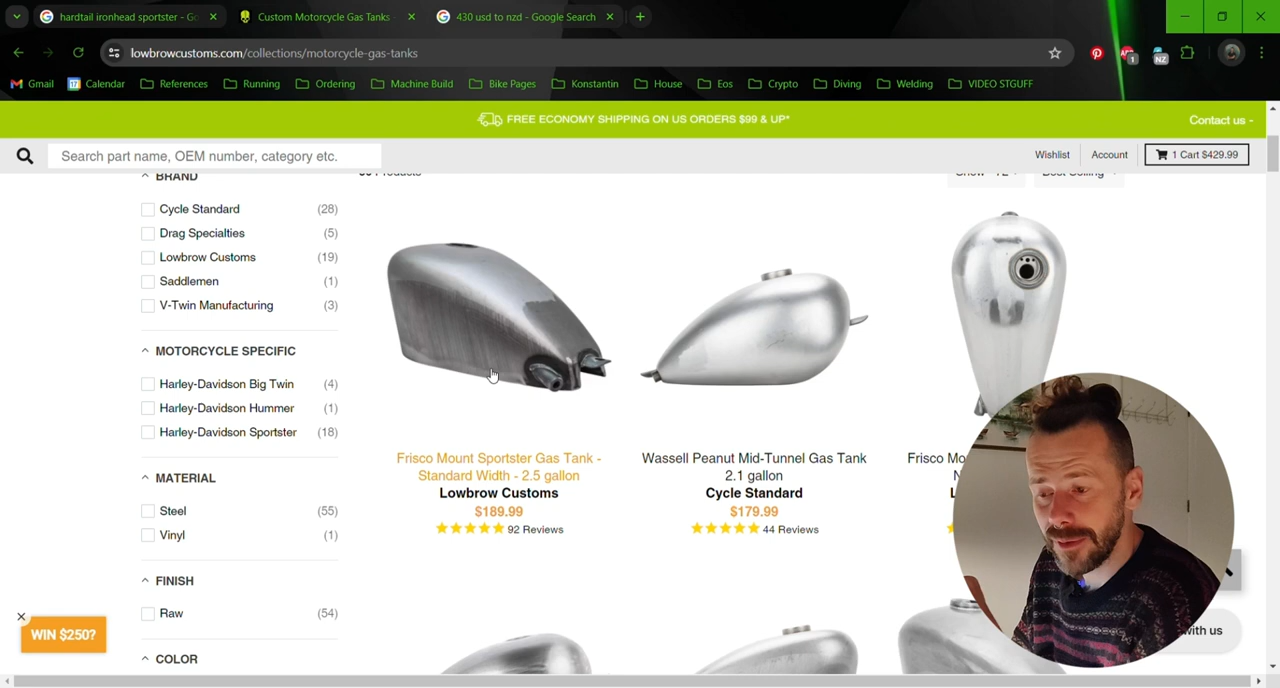 hardtail ironhead sportster - Go
Custom Motorcycle Gas Tanks
430 usd to nzd - Google Search
lowbrowcustoms.com/collections/motorcycle-gas-tanks
Gmail
Calendar
References
Running
Ordering
Machine Build
Bike Pages
Konstantin
House
Eos
Crypto
Diving
Welding
VIDEO STGUFF
1
NZ
FREE ECONOMY SHIPPING ON US ORDERS $99 & UP*
Contact us
Search part name, OEM number, category etc.
Wishlist
Account
1 Cart $429.99
BRAND
Products
Best Selling
Cycle Standard (28)
Drag Specialties (5)
Lowbrow Customs (19)
Saddlemen (1)
V-Twin Manufacturing (3)
MOTORCYCLE SPECIFIC
Harley-Davidson Big Twin (4)
Harley-Davidson Hummer (1)
Harley-Davidson Sportster (18)
MATERIAL
Steel (55)
Vinyl (1)
FINISH
Raw (54)
COLOR
Frisco Mount Sportster Gas Tank -
Standard Width - 2.5 gallon
Lowbrow Customs
$189.99
92 Reviews
Wassell Peanut Mid-Tunnel Gas Tank
2.1 gallon
Cycle Standard
$179.99
44 Reviews
Frisco Mo
WIN $250?
with us